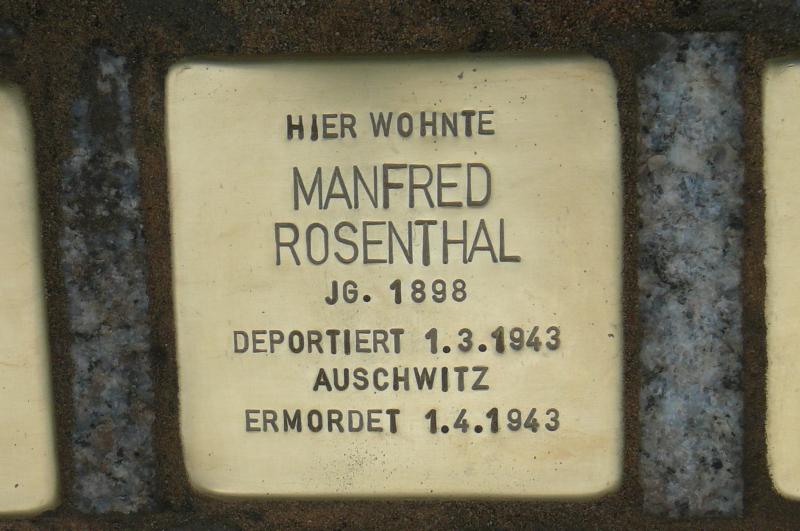 HIER WOHNTE
MANFRED
ROSENTHAL
JG. 1898
DEPORTIERT 1.3.1943
AUSCHWITZ
ERMORDET 1.4.1943